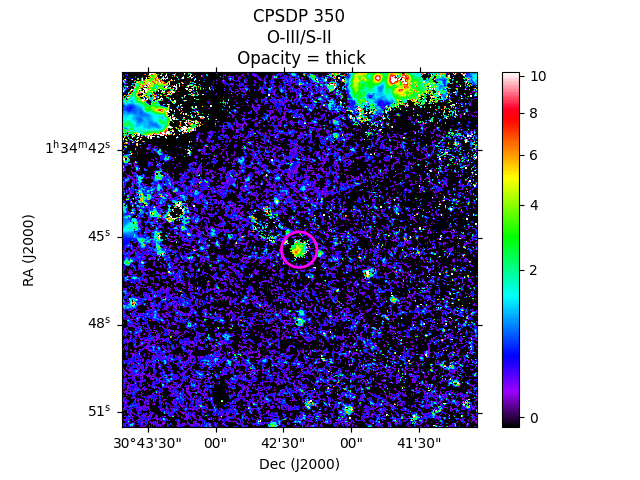 CPSDP 350
O-III/S-II
Opacity = thick
10
8
6
4
2
0
1ʰ34ᵐ42ˢ
45ˢ
48ˢ
51ˢ
RA (J2000)
30°43'30" 00" 42'30" 00" 41'30"
Dec (J2000)